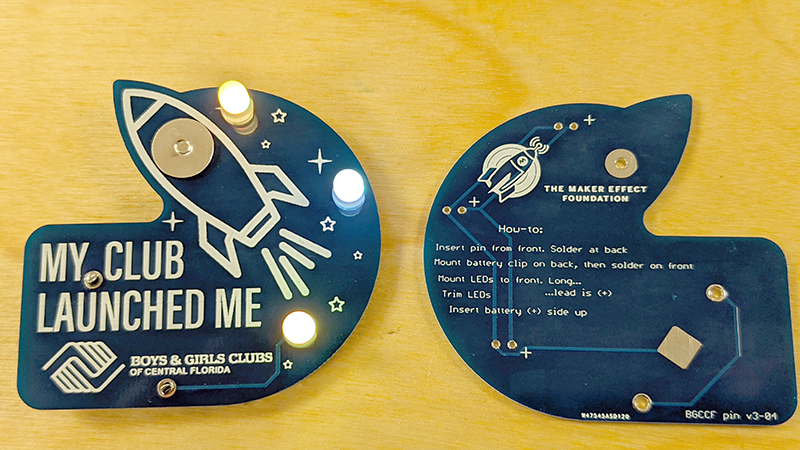 MY CLUB
LAUNCHED ME
BOYS & GIRLS CLUBS
OF CENTRAL FLORIDA
THE MAKER EFFECT
FOUNDATION
How-to:
Insert pin from front. Solder at back
Mount battery clip on back, then solder on front
Mount LEDs to front. Long...
...lead is (+)
Trim LEDs
Insert battery (+) side up
BGCCF pin v3-04